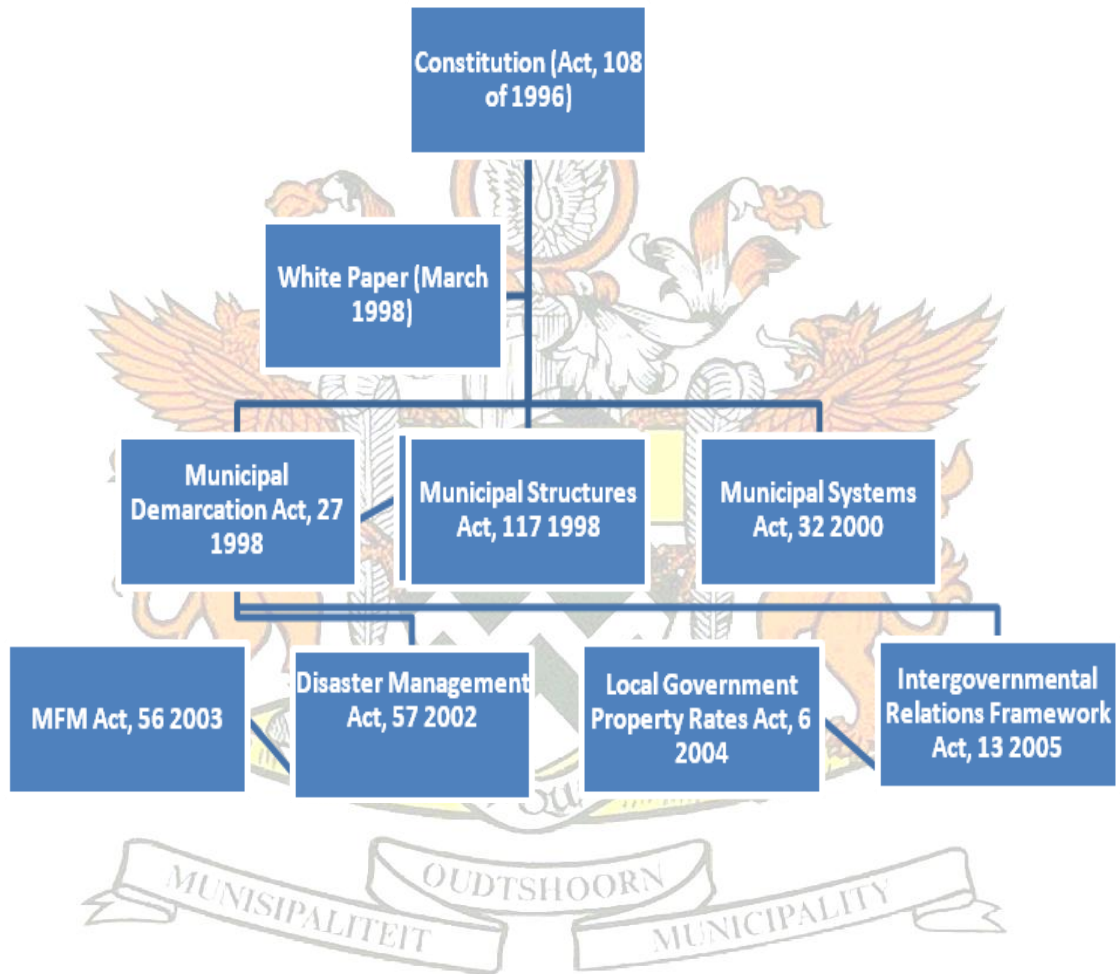 Constitution (Act, 108
of 1996)
White Paper (March
1998)
Municipal
Demarcation Act, 27
1998
Municipal Structures
Act, 117 1998
Municipal Systems
Act, 32 2000
MFM Act, 56 2003
Disaster Management
Act, 57 2002
Local Government
Property Rates Act, 6
2004
Intergovernmental
Relations Framework
Act, 13 2005
MUNISIPALITEIT
OUDTSHOORN
MUNICIPALITY